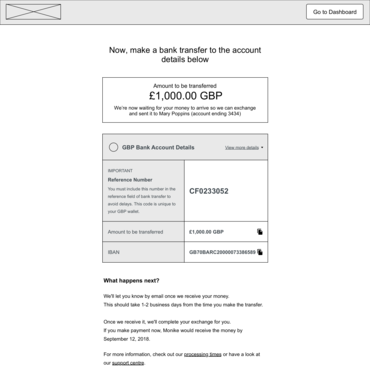 Go to Dashboard
Now, make a bank transfer to the account
details below
Amount to be transferred
£1,000.00 GBP
We're now waiting for your money to arrive so we can exchange
and sent it to Mary Poppins (account ending 3434)
GBP Bank Account Details
View more details
IMPORTANT
Reference Number
You must include this number in the
reference field of bank transfer to
avoid delays. This code is unique to
your GBP wallet.
CF0233052
Amount to be transferred
£1,000.00 GBP
IBAN
GB70BARC20000073386589
What happens next?
We'll let you know by email once we receive your money.
This should take 1-2 business days from the time you make the transfer.
Once we receive it, we'll complete your exchange for you.
If you make payment now, Monike would receive the money by
September 12, 2018.
For more information, check out our processing times or have a look at
our support centre.